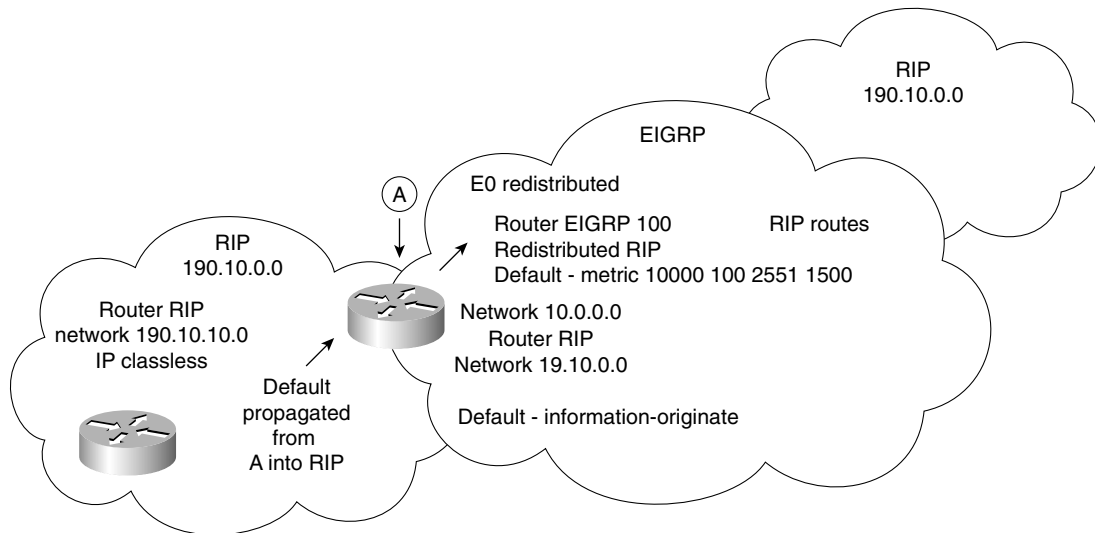 RIP
190.10.0.0
EIGRP
E0 redistributed
A
Router EIGRP 100
RIP routes
Redistributed RIP
Default - metric 10000 100 2551 1500
RIP
190.10.0.0
Router RIP
network 190.10.10.0
IP classless
Network 10.0.0.0
Router RIP
Network 19.10.0.0
Default
propagated
from
A into RIP
Default - information-originate